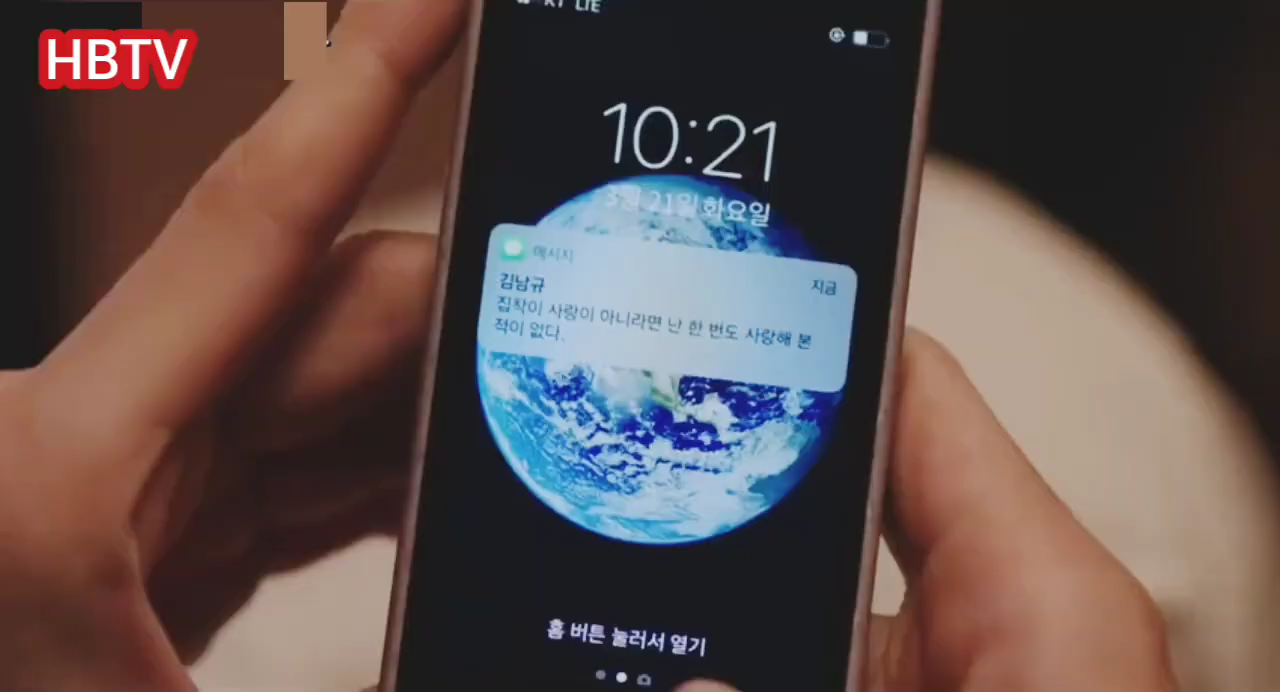 HBTV
KT LTE
10:21
3월 21일 화요일
메시지
김남규
지금
집착이 사랑이 아니라면 난 한 번도 사랑해 본
적이 없다.
홈 버튼 눌러서 열기